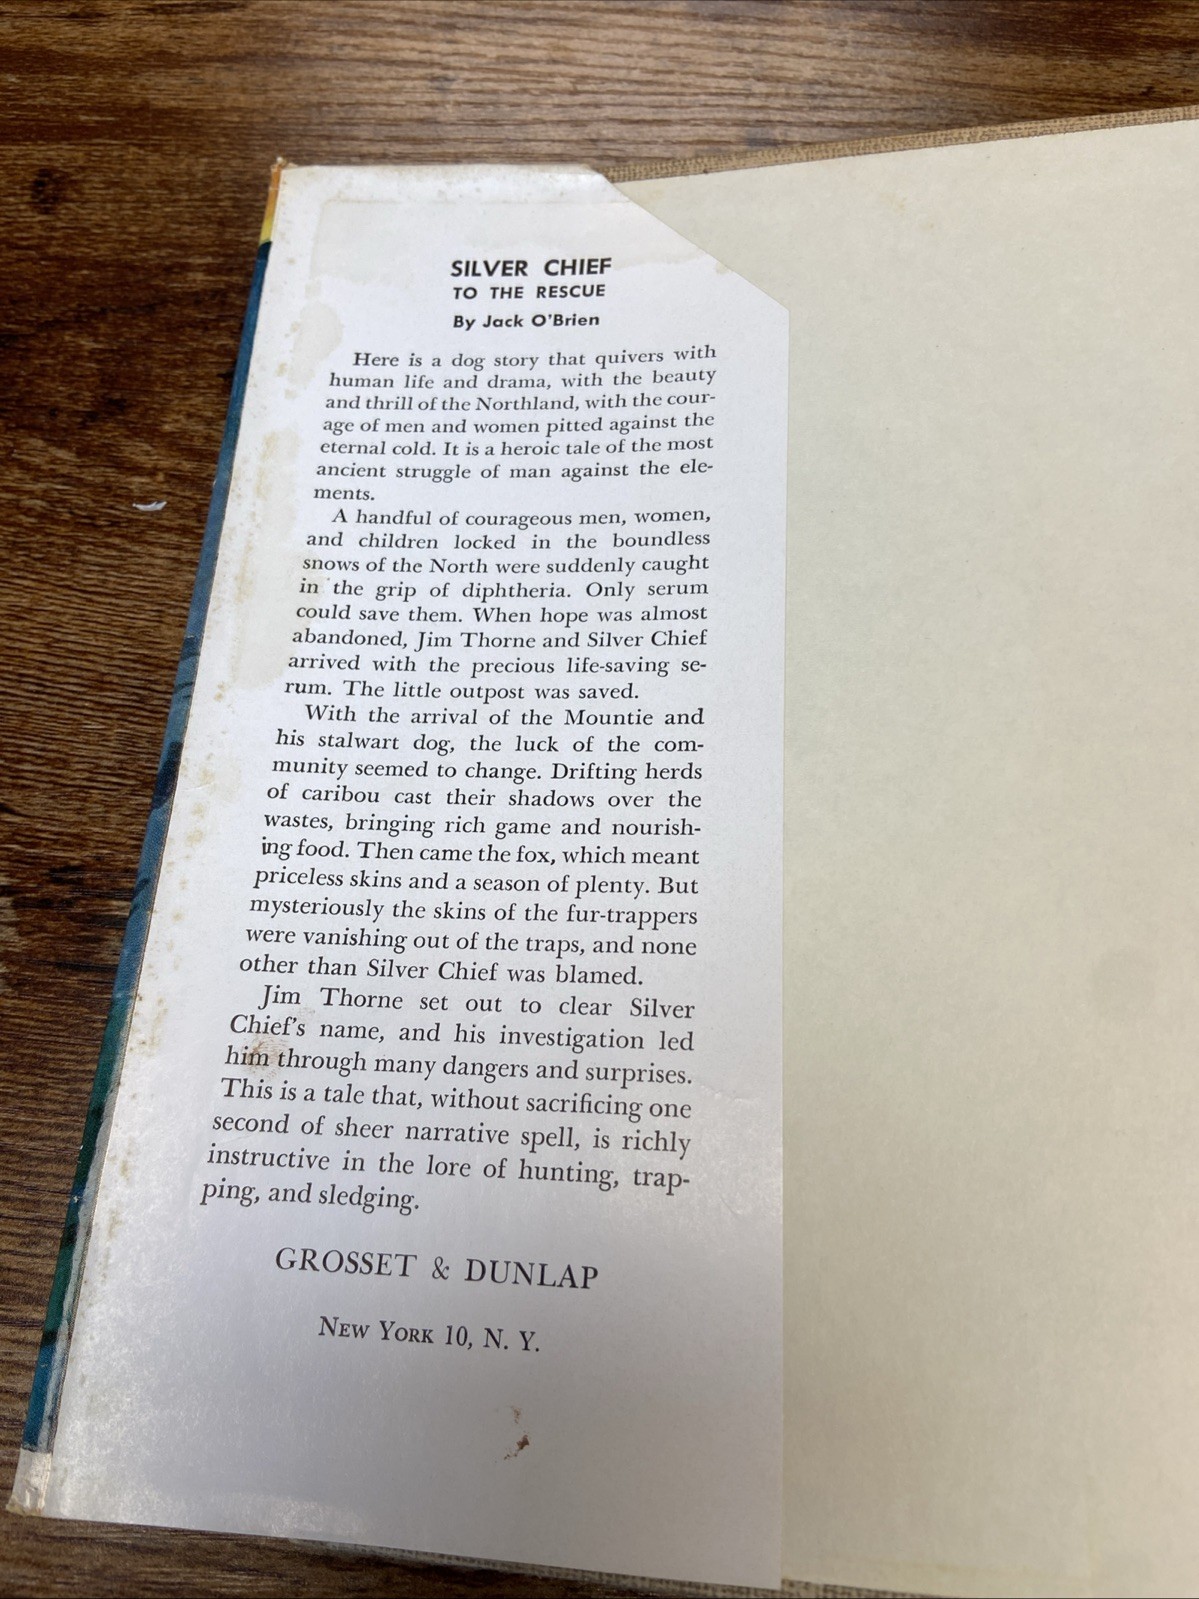 SILVER CHIEF
TO THE RESCUE
By Jack O'Brien
Here is a dog story that quivers with
human life and drama, with the beauty
and thrill of the Northland, with the cour-
age of men and women pitted against the
eternal cold. It is a heroic tale of the most
ancient struggle of man against the ele-
ments.
A handful of courageous men, women,
and children locked in the boundless
snows of the North were suddenly caught
in the grip of diphtheria. Only serum
could save them. When hope was almost
abandoned, Jim Thorne and Silver Chief
arrived with the precious life-saving se-
rum. The little outpost was saved.
With the arrival of the Mountie and
his stalwart dog, the luck of the com-
munity seemed to change. Drifting herds
of caribou cast their shadows over the
wastes, bringing rich game and nourish-
ing food. Then came the fox, which meant
priceless skins and a season of plenty. But
mysteriously the skins of the fur-trappers
were vanishing out of the traps, and none
other than Silver Chief was blamed.
Jim Thorne set out to clear Silver
Chief's name, and his investigation led
him through many dangers and surprises.
This is a tale that, without sacrificing one
second of sheer narrative spell, is richly
instructive in the lore of hunting, trap-
ping, and sledging.
GROSSET & DUNLAP
NEW YORK 10, N. Y.